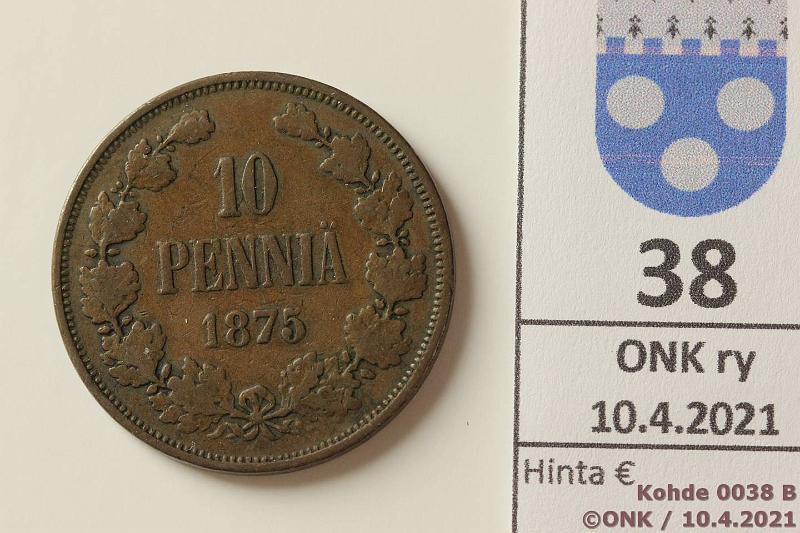 10
PENNIÄ
1875
38
ONK ry
10.4.2021
Hinta €
Kohde 0038 B
©ONK / 10.4.2021